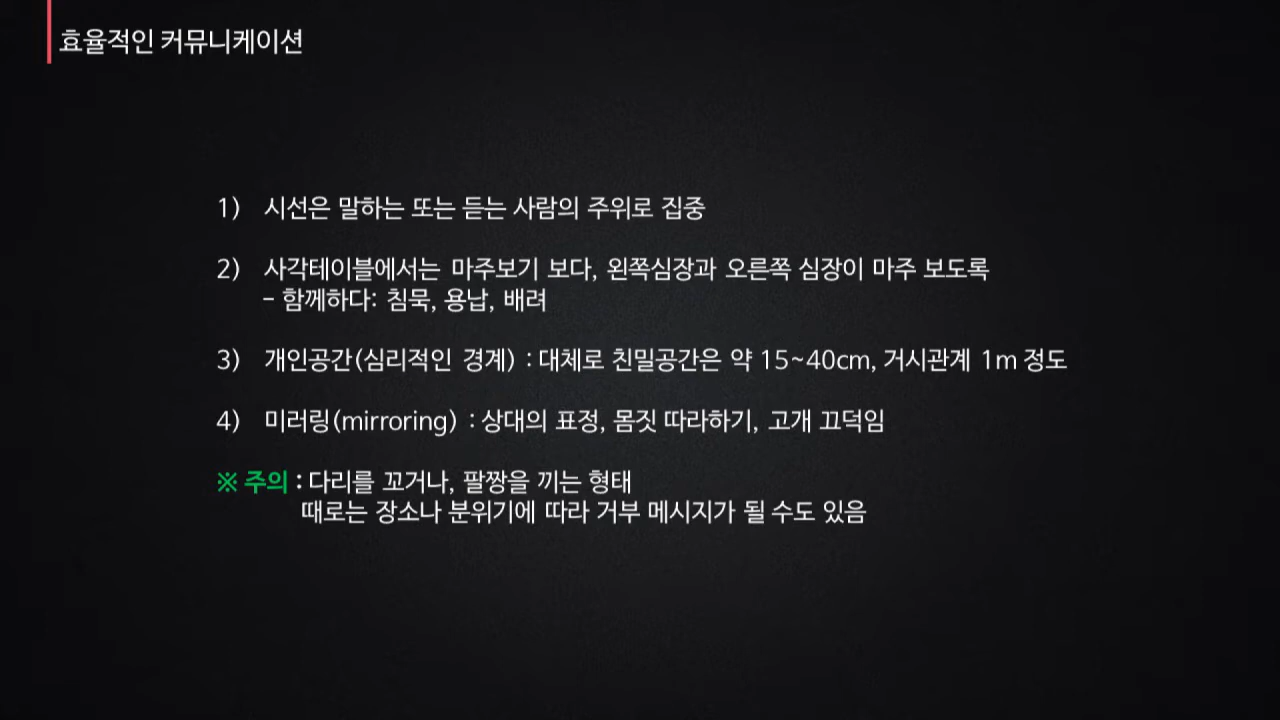 효율적인 커뮤니케이션
1) 시선은 말하는 또는 듣는 사람의 주위로 집중
2) 사각테이블에서는 마주보기 보다, 왼쪽심장과 오른쪽 심장이 마주 보도록
- 함께하다: 침묵, 용납, 배려
3) 개인공간(심리적인 경계) : 대체로 친밀공간은 약 15~40cm, 거시관계 1m 정도
4) 미러링(mirroring) : 상대의 표정, 몸짓 따라하기, 고개 끄덕임
※ 주의 : 다리를 꼬거나, 팔짱을 끼는 형태
때로는 장소나 분위기에 따라 거부 메시지가 될 수도 있음